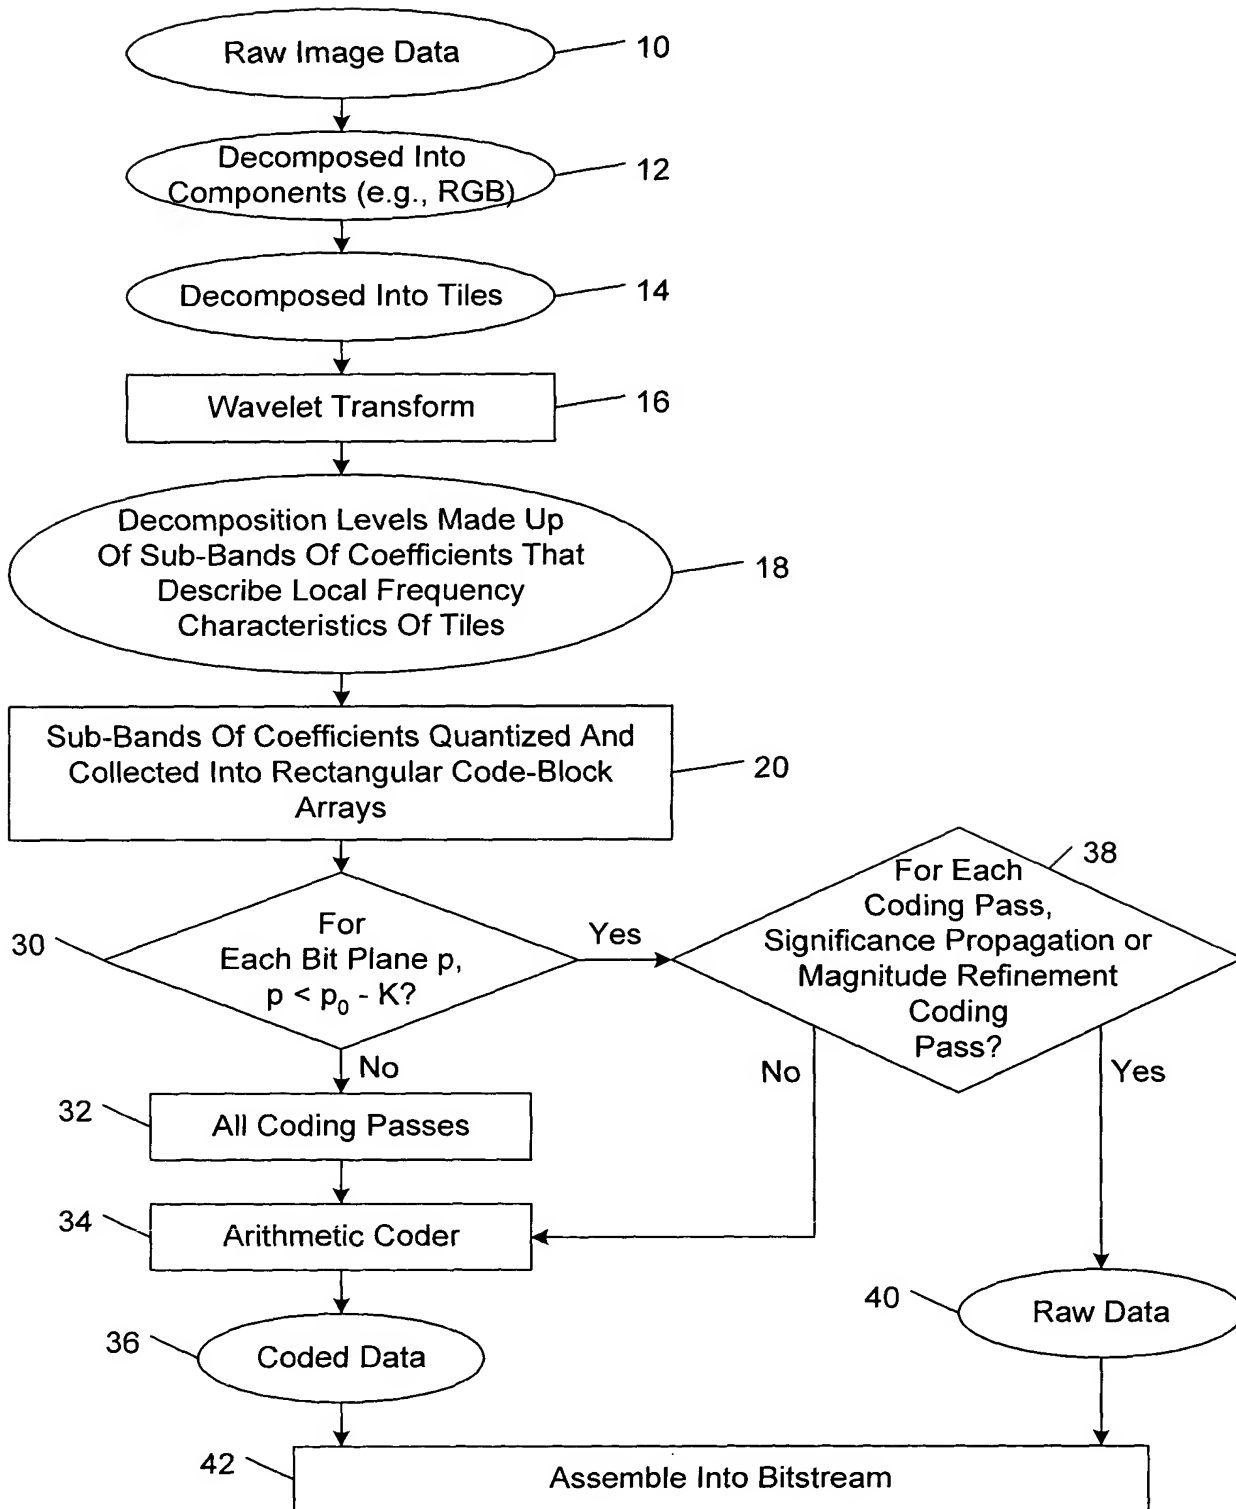 Raw Image Data
10
Decomposed Into
Components (e.g., RGB)
12
Decomposed Into Tiles
14
Wavelet Transform
16
Decomposition Levels Made Up
Of Sub-Bands Of Coefficients That
Describe Local Frequency
Characteristics Of Tiles
18
Sub-Bands Of Coefficients Quantized And
Collected Into Rectangular Code-Block
Arrays
20
30
For
Each Bit Plane p,
p < p₀ - K?
Yes
No
38
For Each
Coding Pass,
Significance Propagation or
Magnitude Refinement
Coding
Pass?
No
Yes
32
All Coding Passes
34
Arithmetic Coder
36
Coded Data
40
Raw Data
42
Assemble Into Bitstream